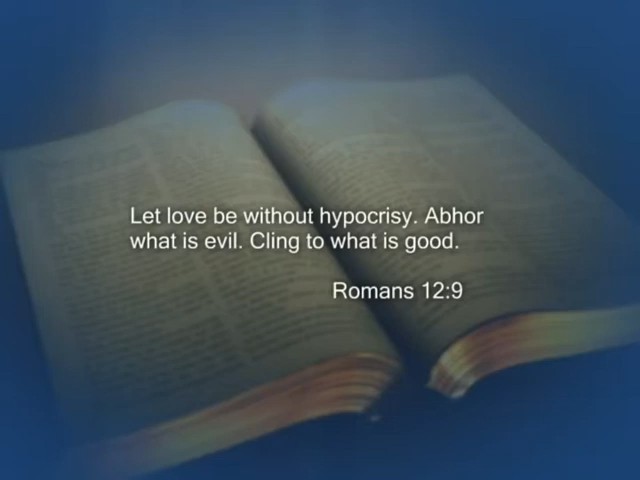 Let love be without hypocrisy. Abhor
what is evil. Cling to what is good.
Romans 12:9